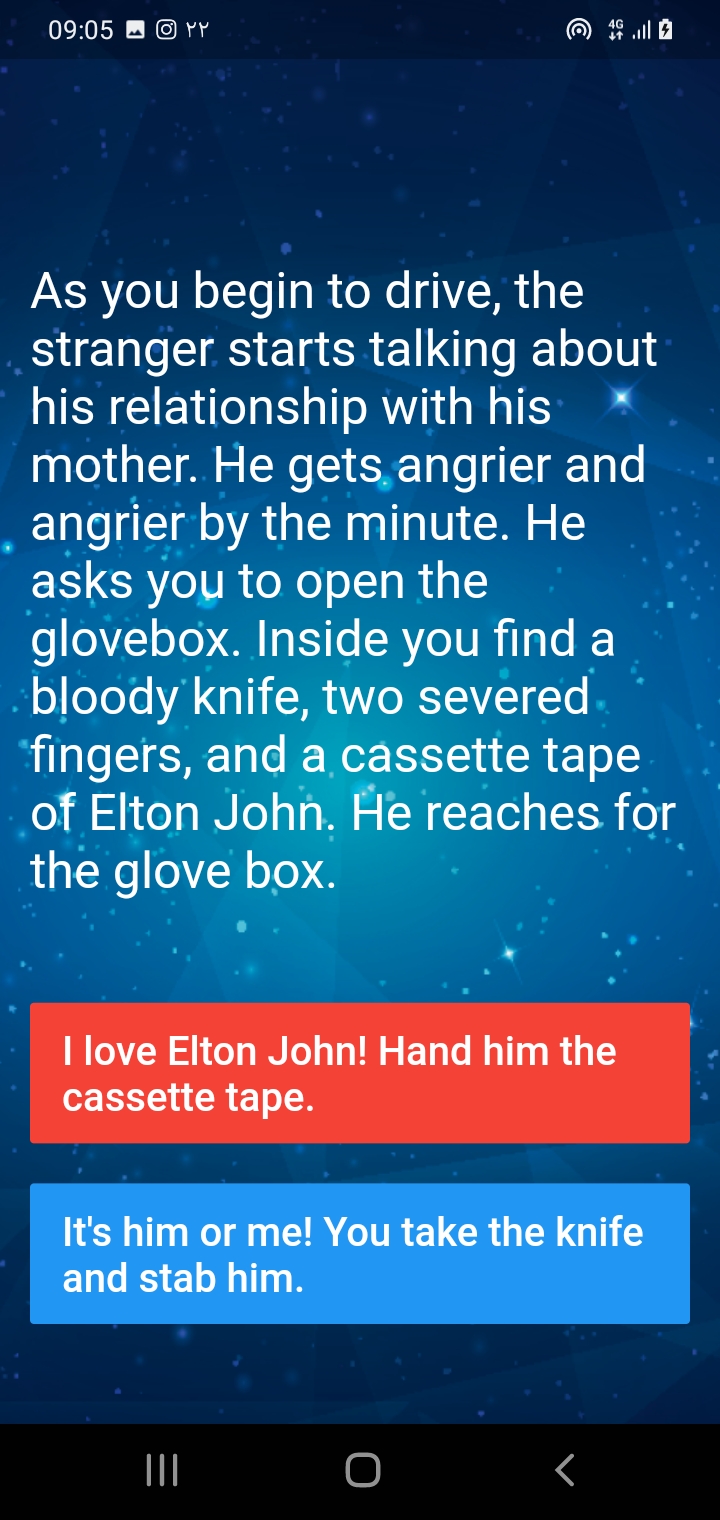 09:05 ۲۲ 4G
As you begin to drive, the
stranger starts talking about
his relationship with his
mother. He gets angrier and
angrier by the minute. He
asks you to open the
glovebox. Inside you find a
bloody knife, two severed
fingers, and a cassette tape
of Elton John. He reaches for
the glove box.
I love Elton John! Hand him the
cassette tape.
It's him or me! You take the knife
and stab him.